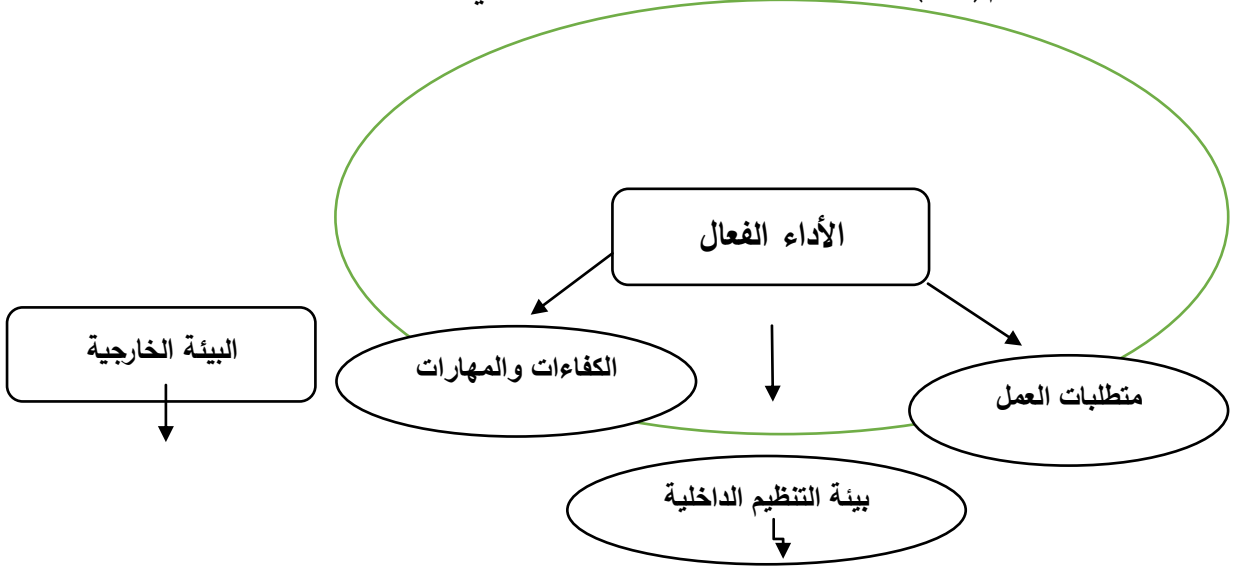 الأداء الفعال
البيئة الخارجية
الكفاءات والمهارات
متطلبات العمل
بيئة التنظيم الداخلية